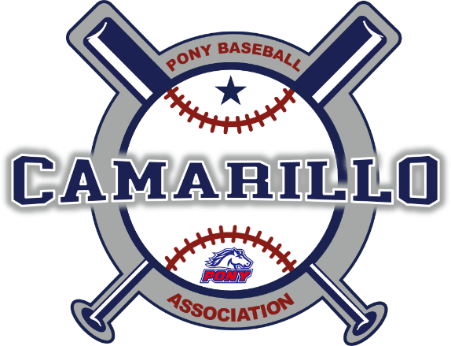 PONY BASEBALL
CAMARILLO
PONY
ASSOCIATION